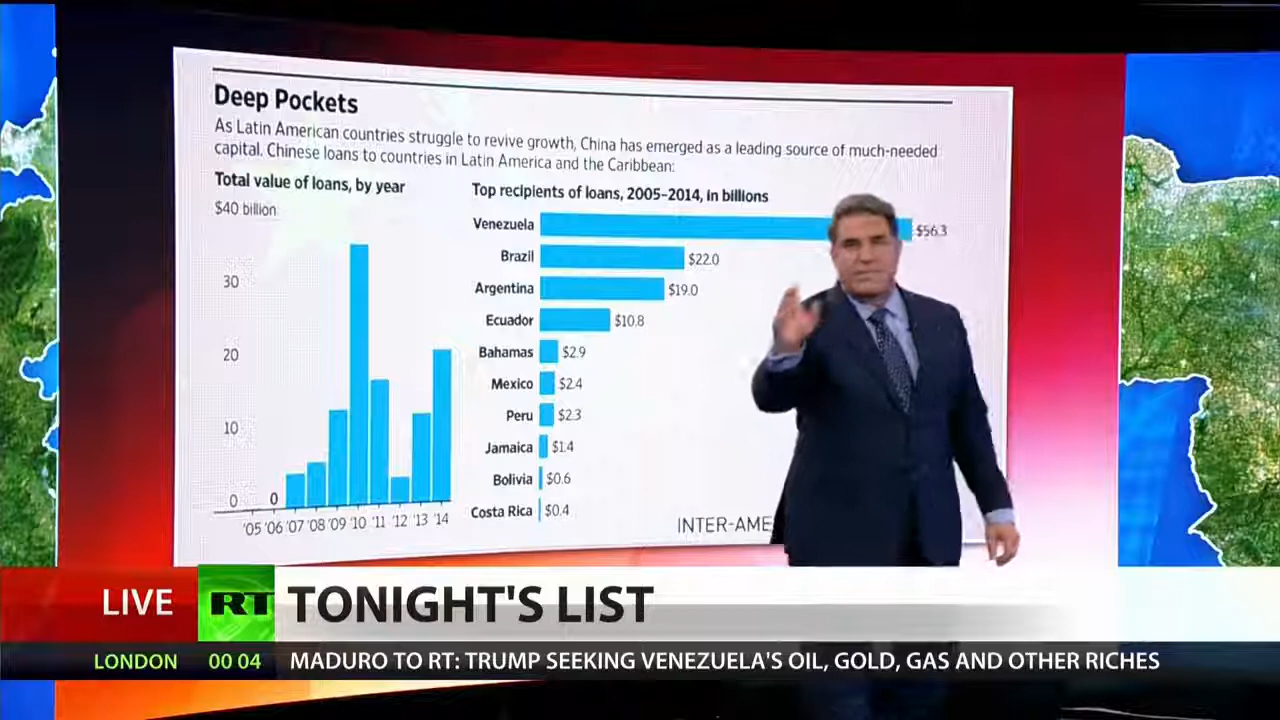 Deep Pockets
As Latin American countries struggle to revive growth, China has emerged as a leading source of much-needed
capital. Chinese loans to countries in Latin America and the Caribbean:
Total value of loans, by year
$40 billion
30
20
10
0
0
'05 '06 '07 '08 '09 '10 '11 '12 '13 '14
Top recipients of loans, 2005–2014, in billions
Venezuela $56.3
Brazil $22.0
Argentina $19.0
Ecuador $10.8
Bahamas $2.9
Mexico $2.4
Peru $2.3
Jamaica $1.4
Bolivia $0.6
Costa Rica $0.4
INTER-AME
LIVE RT TONIGHT'S LIST
LONDON 00 04 MADURO TO RT: TRUMP SEEKING VENEZUELA'S OIL, GOLD, GAS AND OTHER RICHES